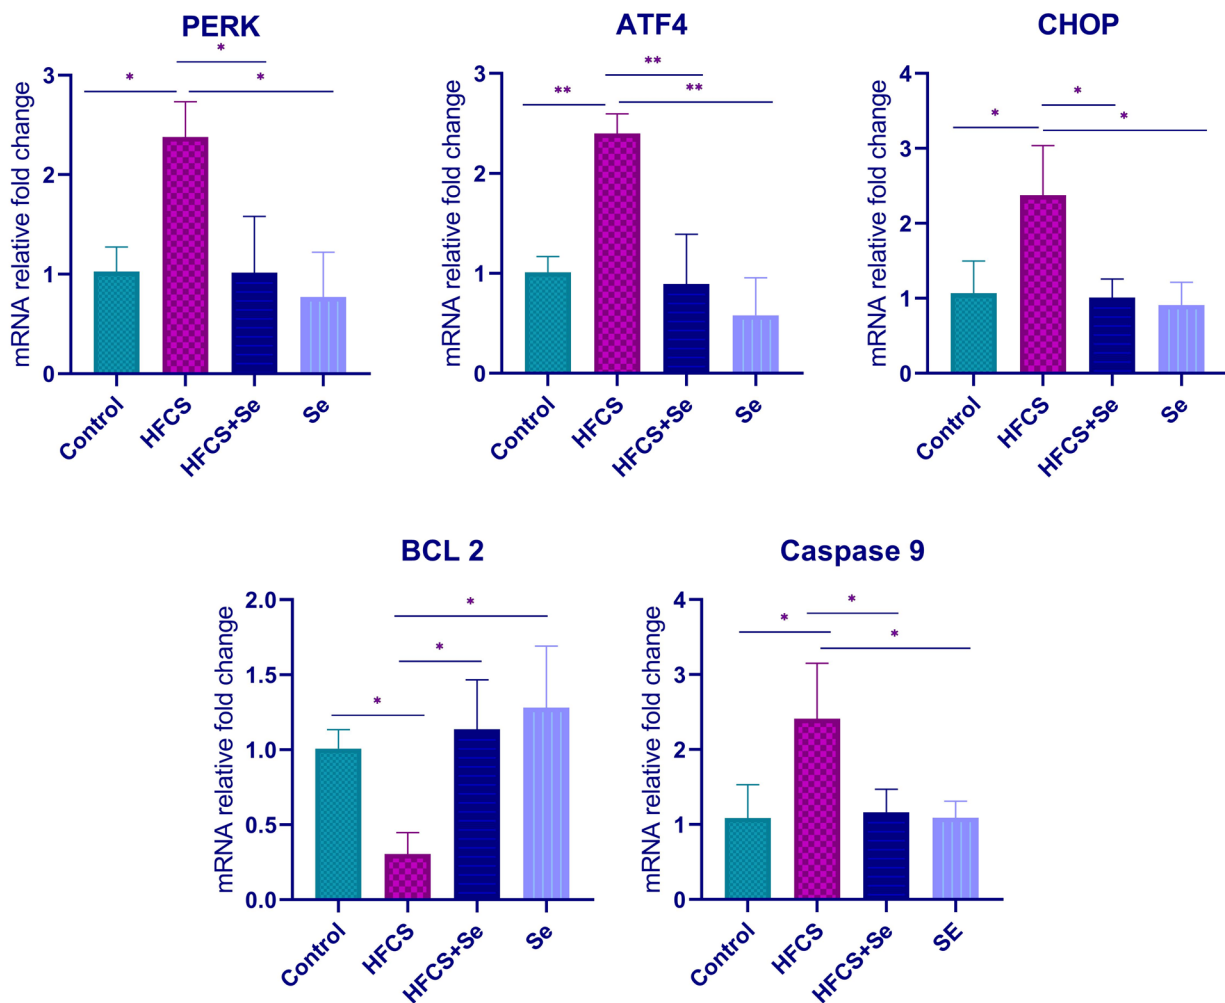 PERK
mRNA relative fold change
3
2
1
0
*
*
*
Control
HFCS
HFCS+Se
Se
ATF4
mRNA relative fold change
3
2
1
0
**
**
**
Control
HFCS
HFCS+Se
Se
CHOP
mRNA relative fold change
4
3
2
1
0
*
*
*
Control
HFCS
HFCS+Se
Se
BCL 2
mRNA relative fold change
2.0
1.5
1.0
0.5
0.0
*
*
*
Control
HFCS
HFCS+Se
Se
Caspase 9
mRNA relative fold change
4
3
2
1
0
*
*
*
Control
HFCS
HFCS+Se
SE